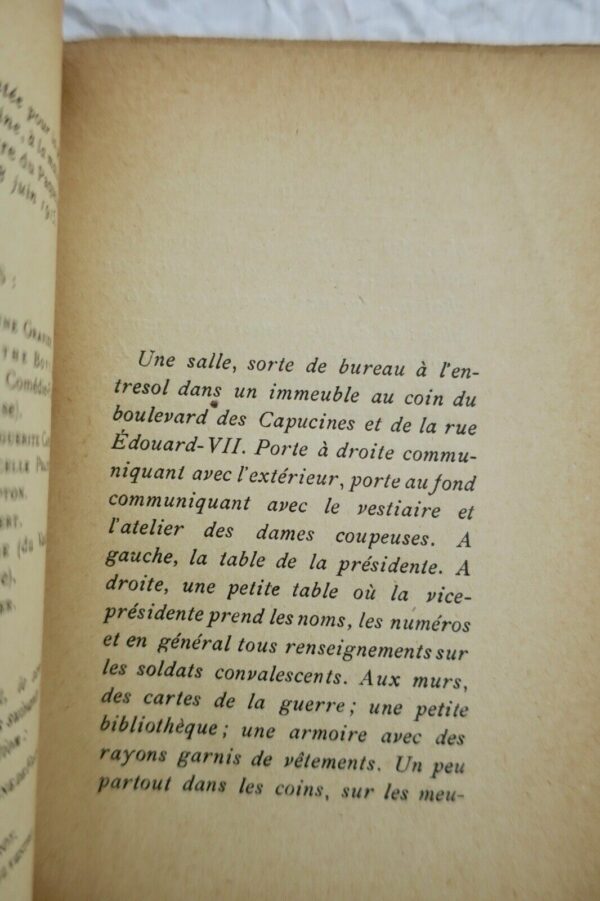 tée pour
juin
Comédie
Une salle, sorte de bureau à l'en-
tresol dans un immeuble au coin du
boulevard des Capucines et de la rue
Édouard-VII. Porte à droite commu-
niquant avec l'extérieur, porte au fond
communiquant avec le vestiaire et
l'atelier des dames coupeuses. A
gauche, la table de la présidente. A
droite, une petite table où la vice-
présidente prend les noms, les numéros
et en général tous renseignements sur
les soldats convalescents. Aux murs,
des cartes de la guerre ; une petite
bibliothèque ; une armoire avec des
rayons garnis de vêtements. Un peu
partout dans les coins, sur les meu-